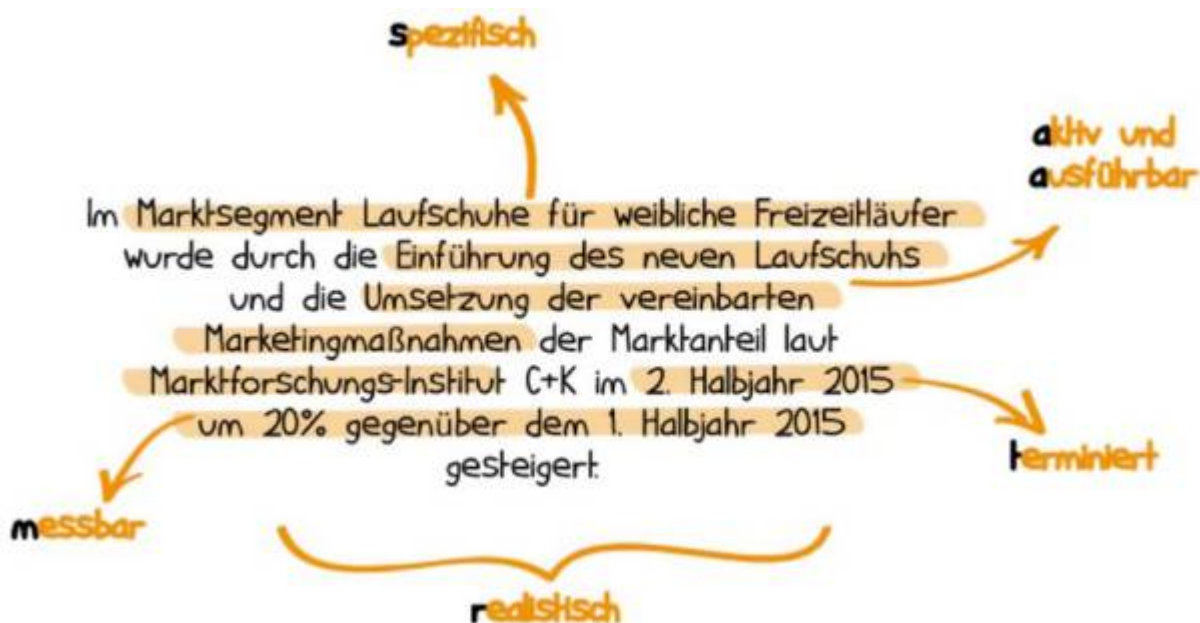 spezifisch
aktiv und
ausführbar
Im Marktsegment Laufschuhe für weibliche Freizeitläufer
wurde durch die Einführung des neuen Laufschuhs
und die Umsetzung der vereinbarten
Marketingmaßnahmen der Marktanteil laut
Marktforschungs-Institut C+K im 2. Halbjahr 2015
um 20% gegenüber dem 1. Halbjahr 2015
gesteigert.
terminiert
messbar
realistisch